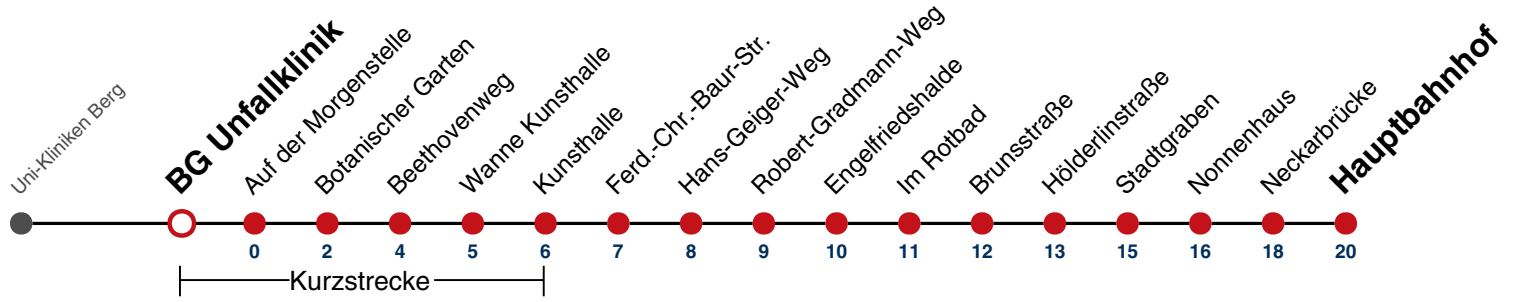 Uni-Kliniken Berg
BG Unfallklinik
Auf der Morgenstelle
Botanischer Garten
Beethovenweg
Wanne Kunsthalle
Kunsthalle
Ferd.-Chr.-Baur-Str.
Hans-Geiger-Weg
Robert-Gradmann-Weg
Engelfriedshalde
Im Rotbad
Brunsstraße
Hölderlinstraße
Stadtgraben
Nonnenhaus
Neckarbrücke
Hauptbahnhof
0 2 4 5 6 7 8 9 10 11 12 13 15 16 18 20
Kurzstrecke